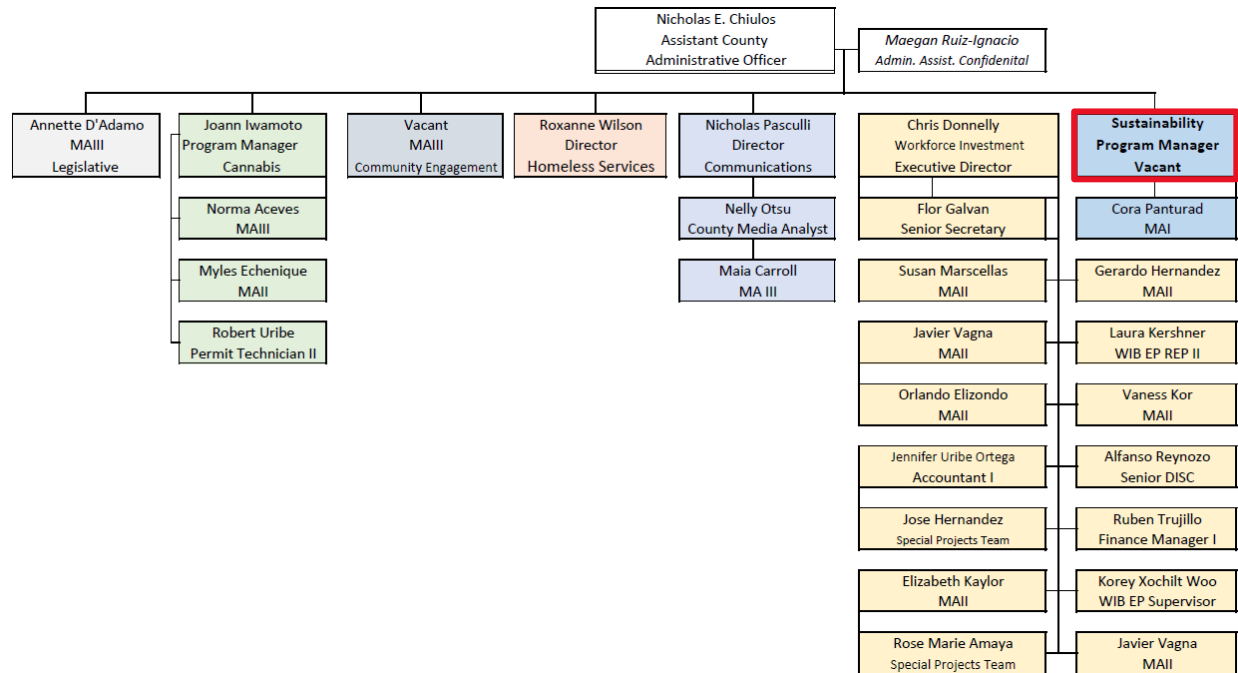 Nicholas E. Chiulos
Assistant County
Administrative Officer
Maegan Ruiz-Ignacio
Admin. Assist. Confidenital
Annette D'Adamo
MAIII
Legislative
Joann Iwamoto
Program Manager
Cannabis
Vacant
MAIII
Community Engagement
Roxanne Wilson
Director
Homeless Services
Nicholas Pasculli
Director
Communications
Chris Donnelly
Workforce Investment
Executive Director
Sustainability
Program Manager
Vacant
Norma Aceves
MAIII
Nelly Otsu
County Media Analyst
Flor Galvan
Senior Secretary
Cora Panturad
MAI
Myles Echenique
MAII
Maia Carroll
MA III
Susan Marscellas
MAII
Gerardo Hernandez
MAII
Robert Uribe
Permit Technician II
Javier Vagna
MAII
Laura Kershner
WIB EP REP II
Orlando Elizondo
MAII
Vaness Kor
MAII
Jennifer Uribe Ortega
Accountant I
Alfanso Reynozo
Senior DISC
Jose Hernandez
Special Projects Team
Ruben Trujillo
Finance Manager I
Elizabeth Kaylor
MAII
Korey Xochilt Woo
WIB EP Supervisor
Rose Marie Amaya
Special Projects Team
Javier Vagna
MAII